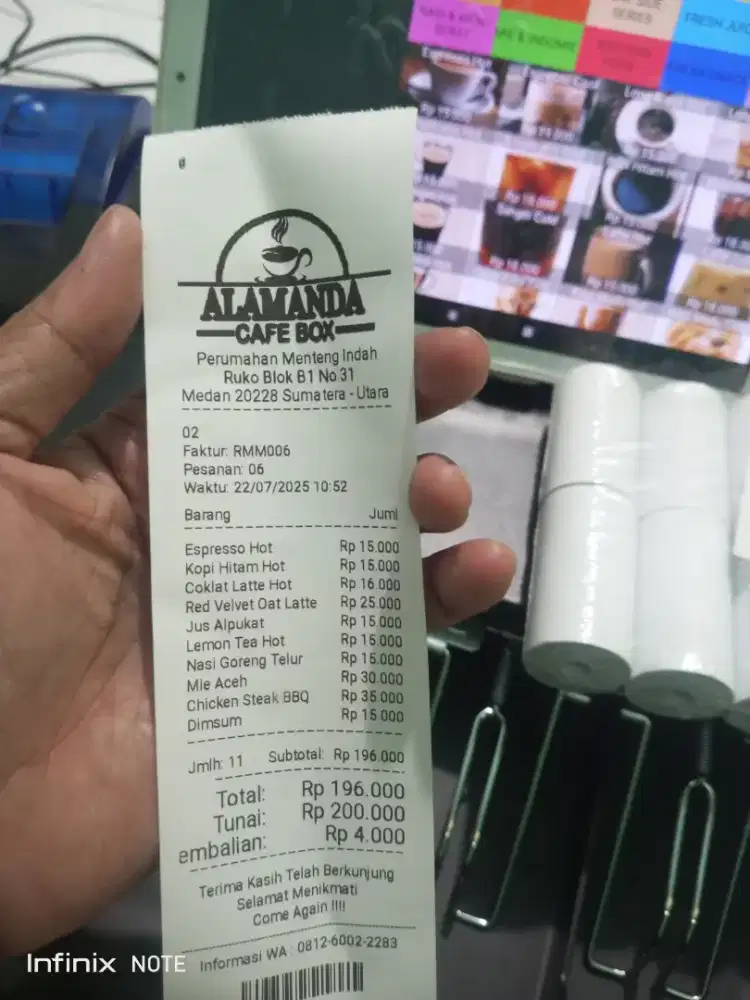 ALAMANDA
CAFE BOX
Perumahan Menteng Indah
Ruko Blok B1 No 31
Medan 20228 Sumatera - Utara
02
Faktur: RMM006
Pesanan: 06
Waktu: 22/07/2025 10:52
Barang Juml
Espresso Hot Rp 15.000
Kopi Hitam Hot Rp 15.000
Coklat Latte Hot Rp 16.000
Red Velvet Oat Latte Rp 25.000
Jus Alpukat Rp 15.000
Lemon Tea Hot Rp 15.000
Nasi Goreng Telur Rp 15.000
Mie Aceh Rp 30.000
Chicken Steak BBQ Rp 35.000
Dimsum Rp 15.000
Jmlh: 11 Subtotal: Rp 196.000
Total: Rp 196.000
Tunai: Rp 200.000
embalian: Rp 4.000
Terima Kasih Telah Berkunjung
Selamat Menikmati
Come Again !!!!
Informasi WA : 0812-6002-2283
Infinix NOTE
SERIES
FRESH